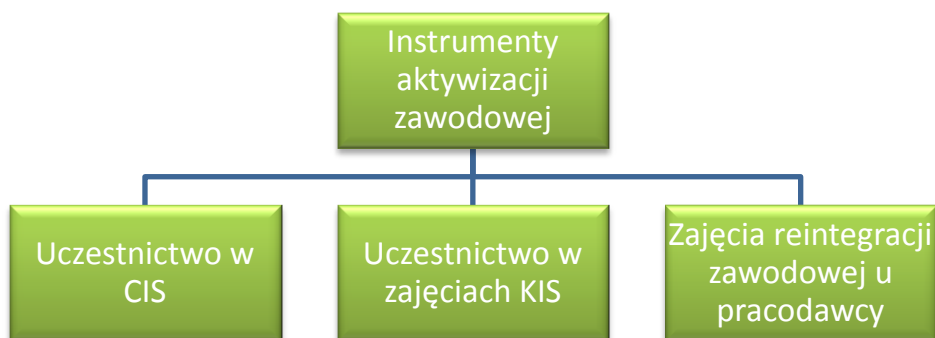 Instrumenty
aktywizacji
zawodowej
Uczestnictwo w
CIS
Uczestnictwo w
zajęciach KIS
Zajęcia reintegracji
zawodowej u
pracodawcy